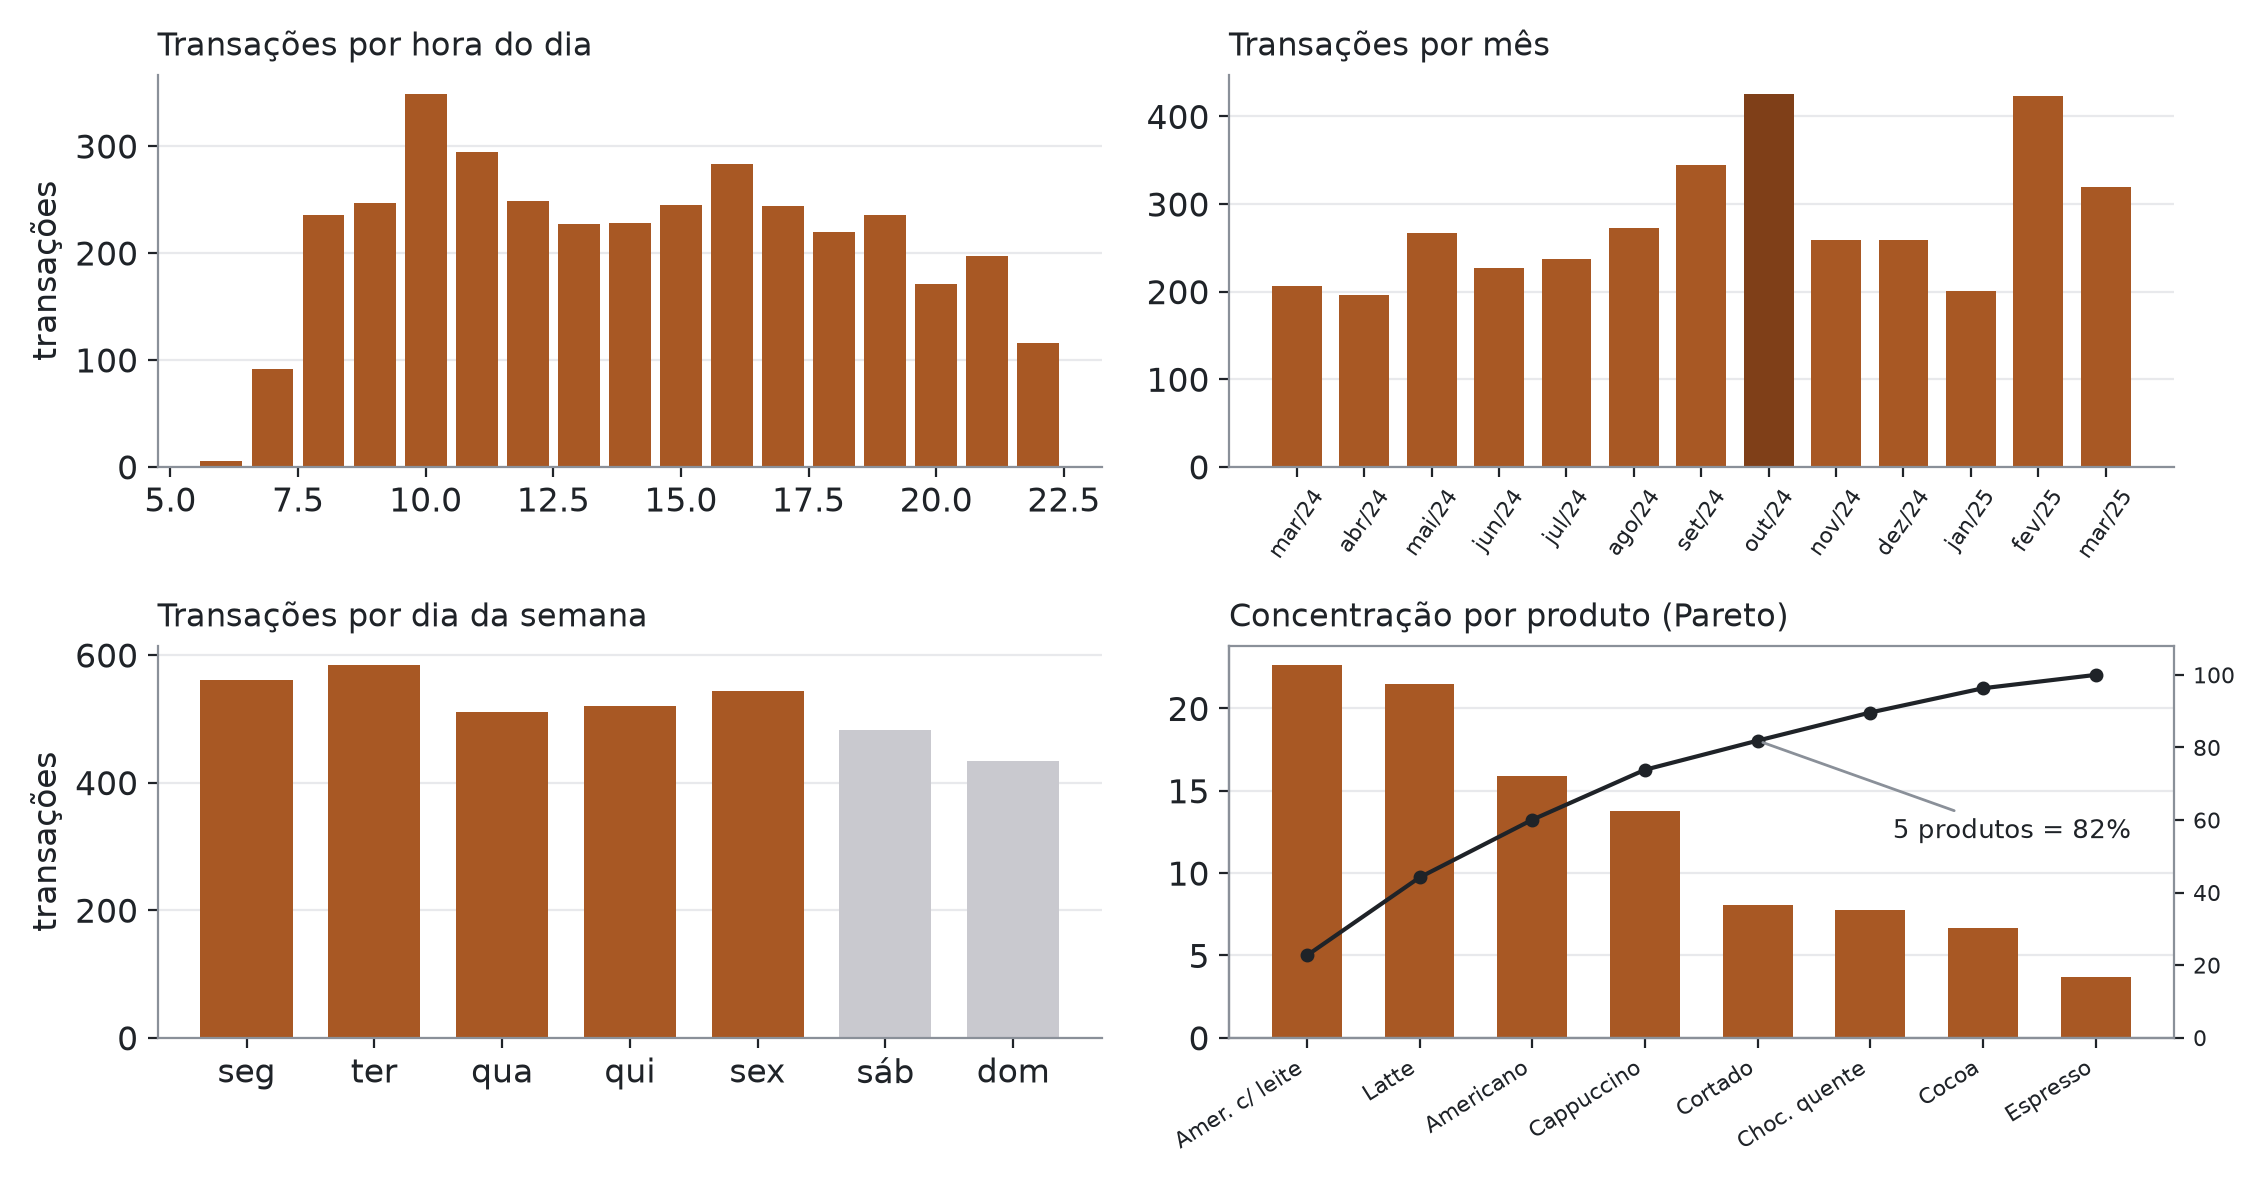 Transações por hora do dia
transações
300
200
100
0
5.0 7.5 10.0 12.5 15.0 17.5 20.0 22.5
Transações por mês
400
300
200
100
0
mar/24 abr/24 mai/24 jun/24 jul/24 ago/24 set/24 out/24 nov/24 dez/24 jan/25 fev/25 mar/25
Transações por dia da semana
transações
600
400
200
0
seg ter qua qui sex sáb dom
Concentração por produto (Pareto)
20
15
10
5
0
100
80
60
40
20
0
5 produtos = 82%
Amer. c/ leite Latte Americano Cappuccino Cortado Choc. quente Cocoa Espresso